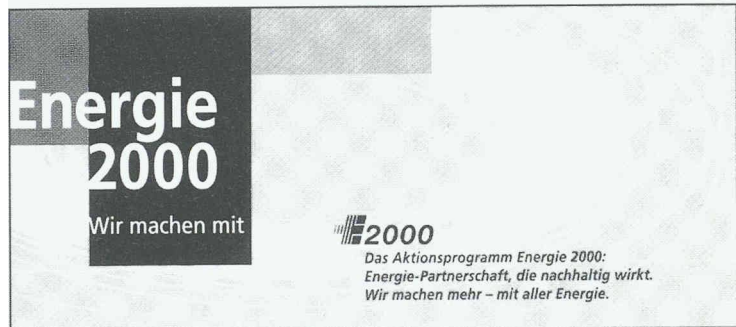 Energie
2000
Wir machen mit
E2000
Das Aktionsprogramm Energie 2000:
Energie-Partnerschaft, die nachhaltig wirkt.
Wir machen mehr – mit aller Energie.